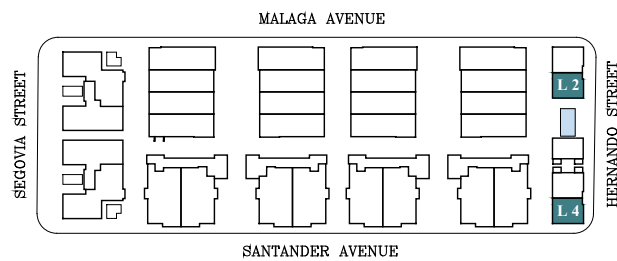 MALAGA AVENUE
SEGOVIA STREET
HERNANDO STREET
L 2
L 4
SANTANDER AVENUE